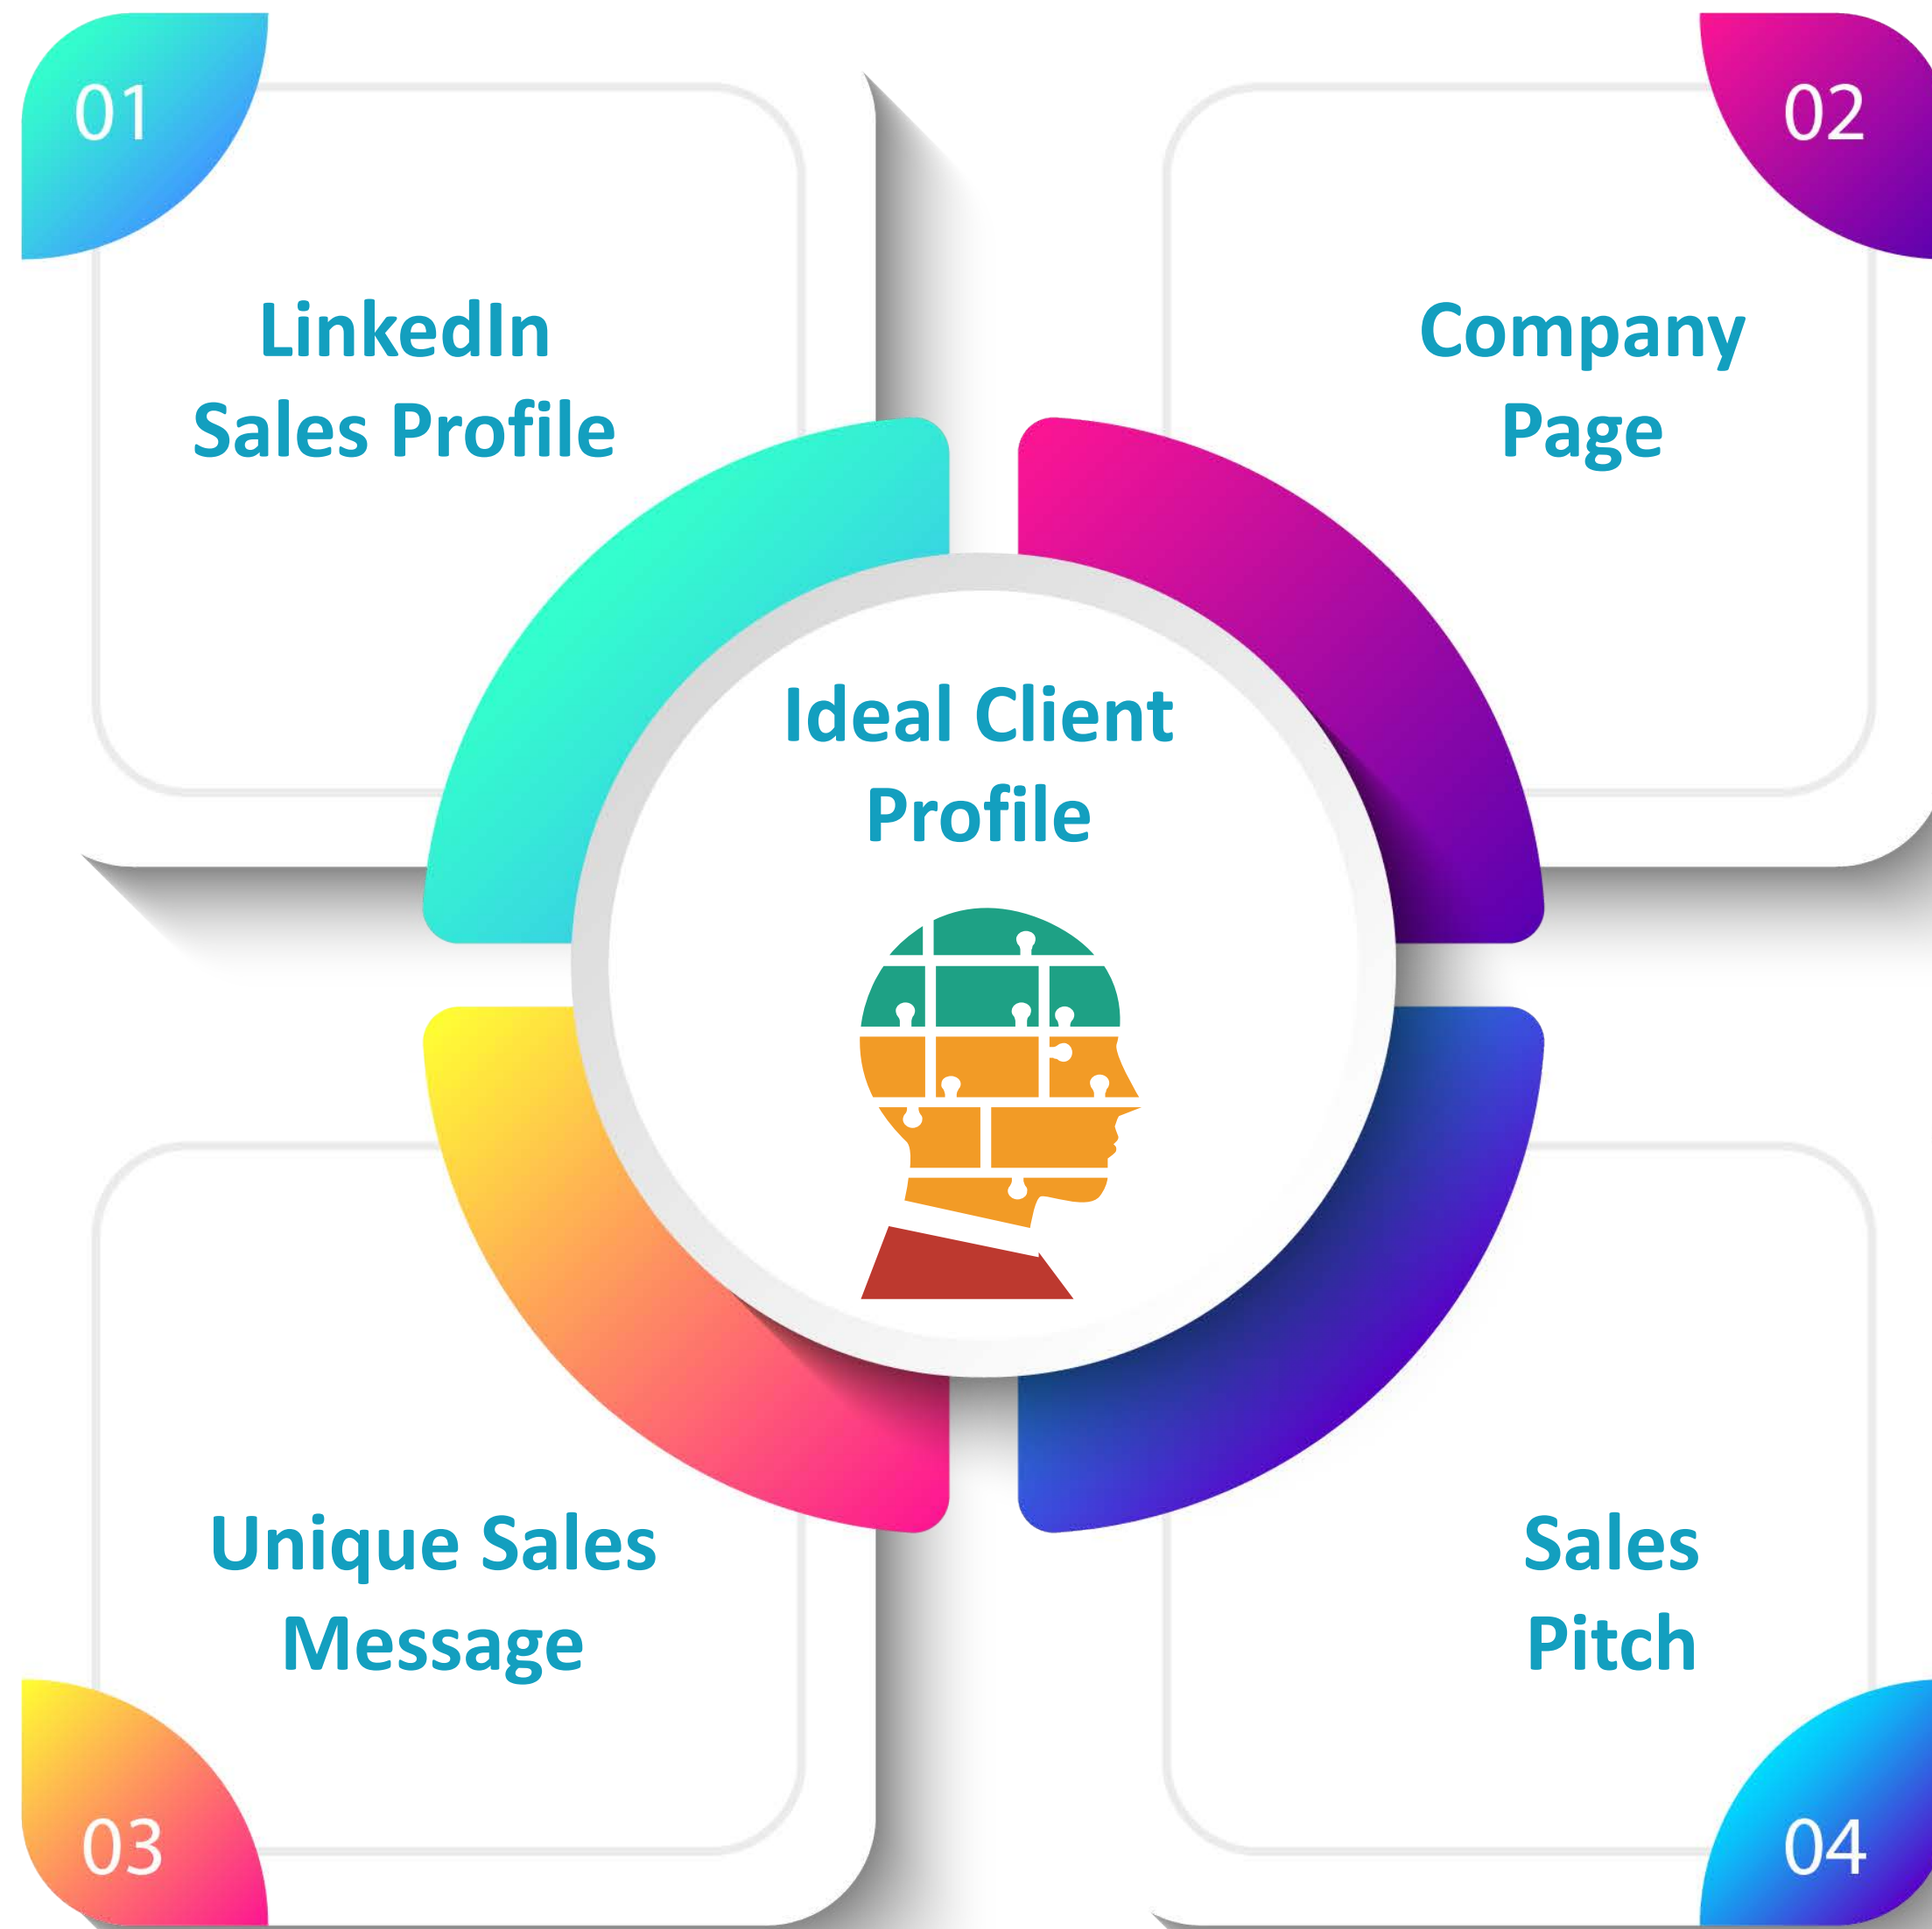 01
LinkedIn
Sales Profile
02
Company
Page
Ideal Client
Profile
Unique Sales
Message
03
Sales
Pitch
04